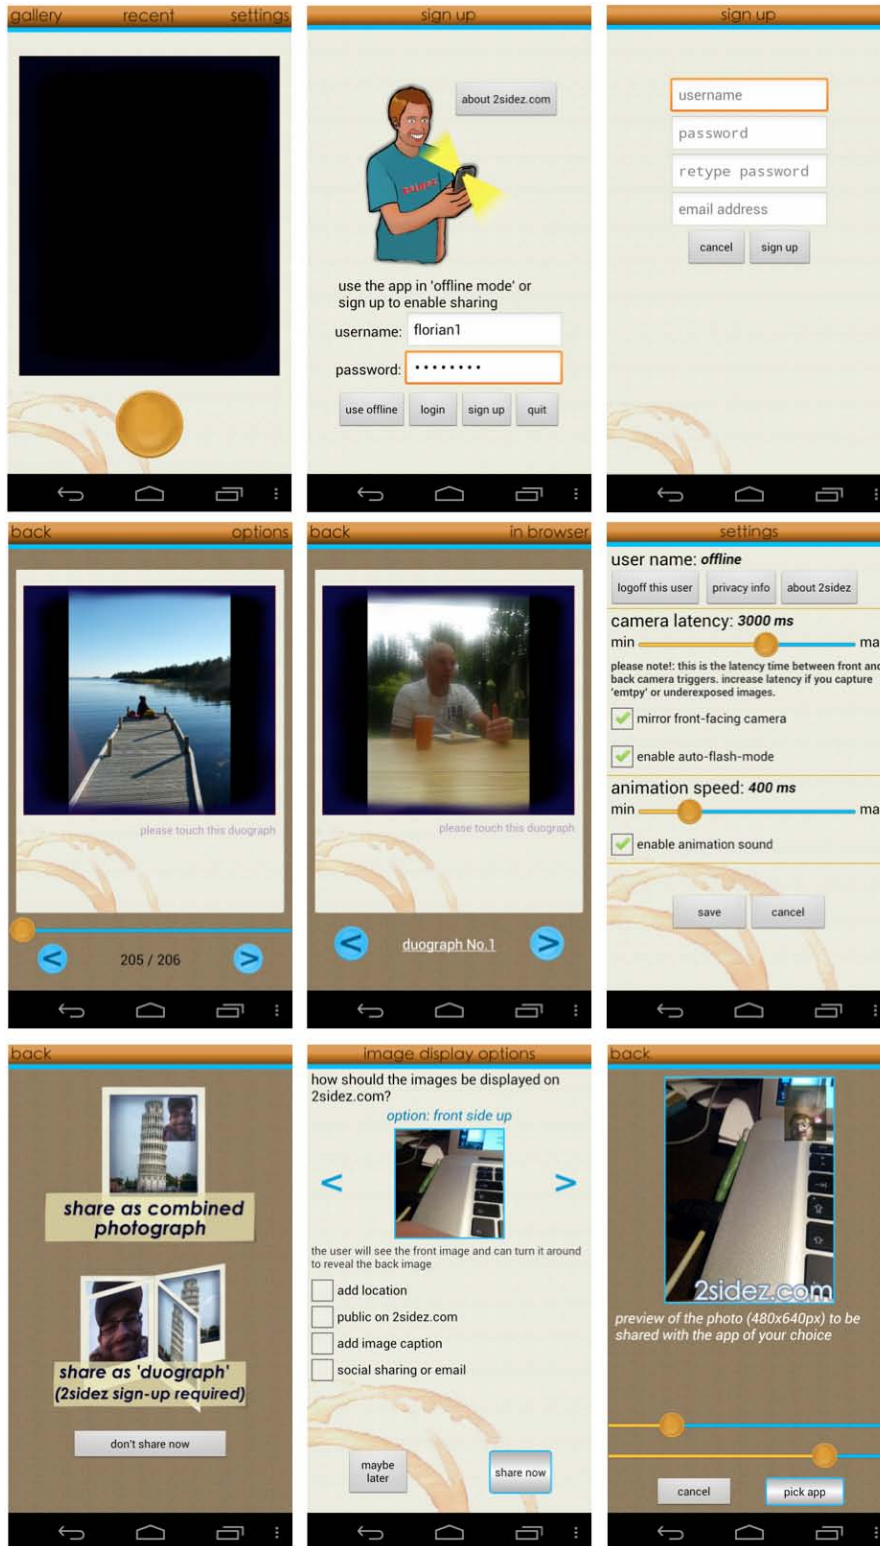 gallery recent settings
about 2sidez.com
2sidez
use the app in 'offline mode' or
sign up to enable sharing
username: florian1
password: ••••••••
use offline login sign up quit
sign up
sign up
username
password
retype password
email address
cancel sign up
back options
please touch this duograph
< 205 / 206 >
back in browser
please touch this duograph
< duograph No.1 >
settings
user name: offline
logoff this user privacy info about 2sidez
camera latency: 3000 ms
min ma
please note!: this is the latency time between front and
back camera triggers. increase latency if you capture
'emtpy' or underexposed images.
mirror front-facing camera
enable auto-flash-mode
animation speed: 400 ms
min ma
enable animation sound
save cancel
back
share as combined
photograph
share as 'duograph'
(2sidez sign-up required)
don't share now
image display options
how should the images be displayed on
2sidez.com?
option: front side up
< >
the user will see the front image and can turn it around
to reveal the back image
add location
public on 2sidez.com
add image caption
social sharing or email
maybe
later
share now
back
2sidez.com
preview of the photo (480x640px) to be
shared with the app of your choice
cancel pick app